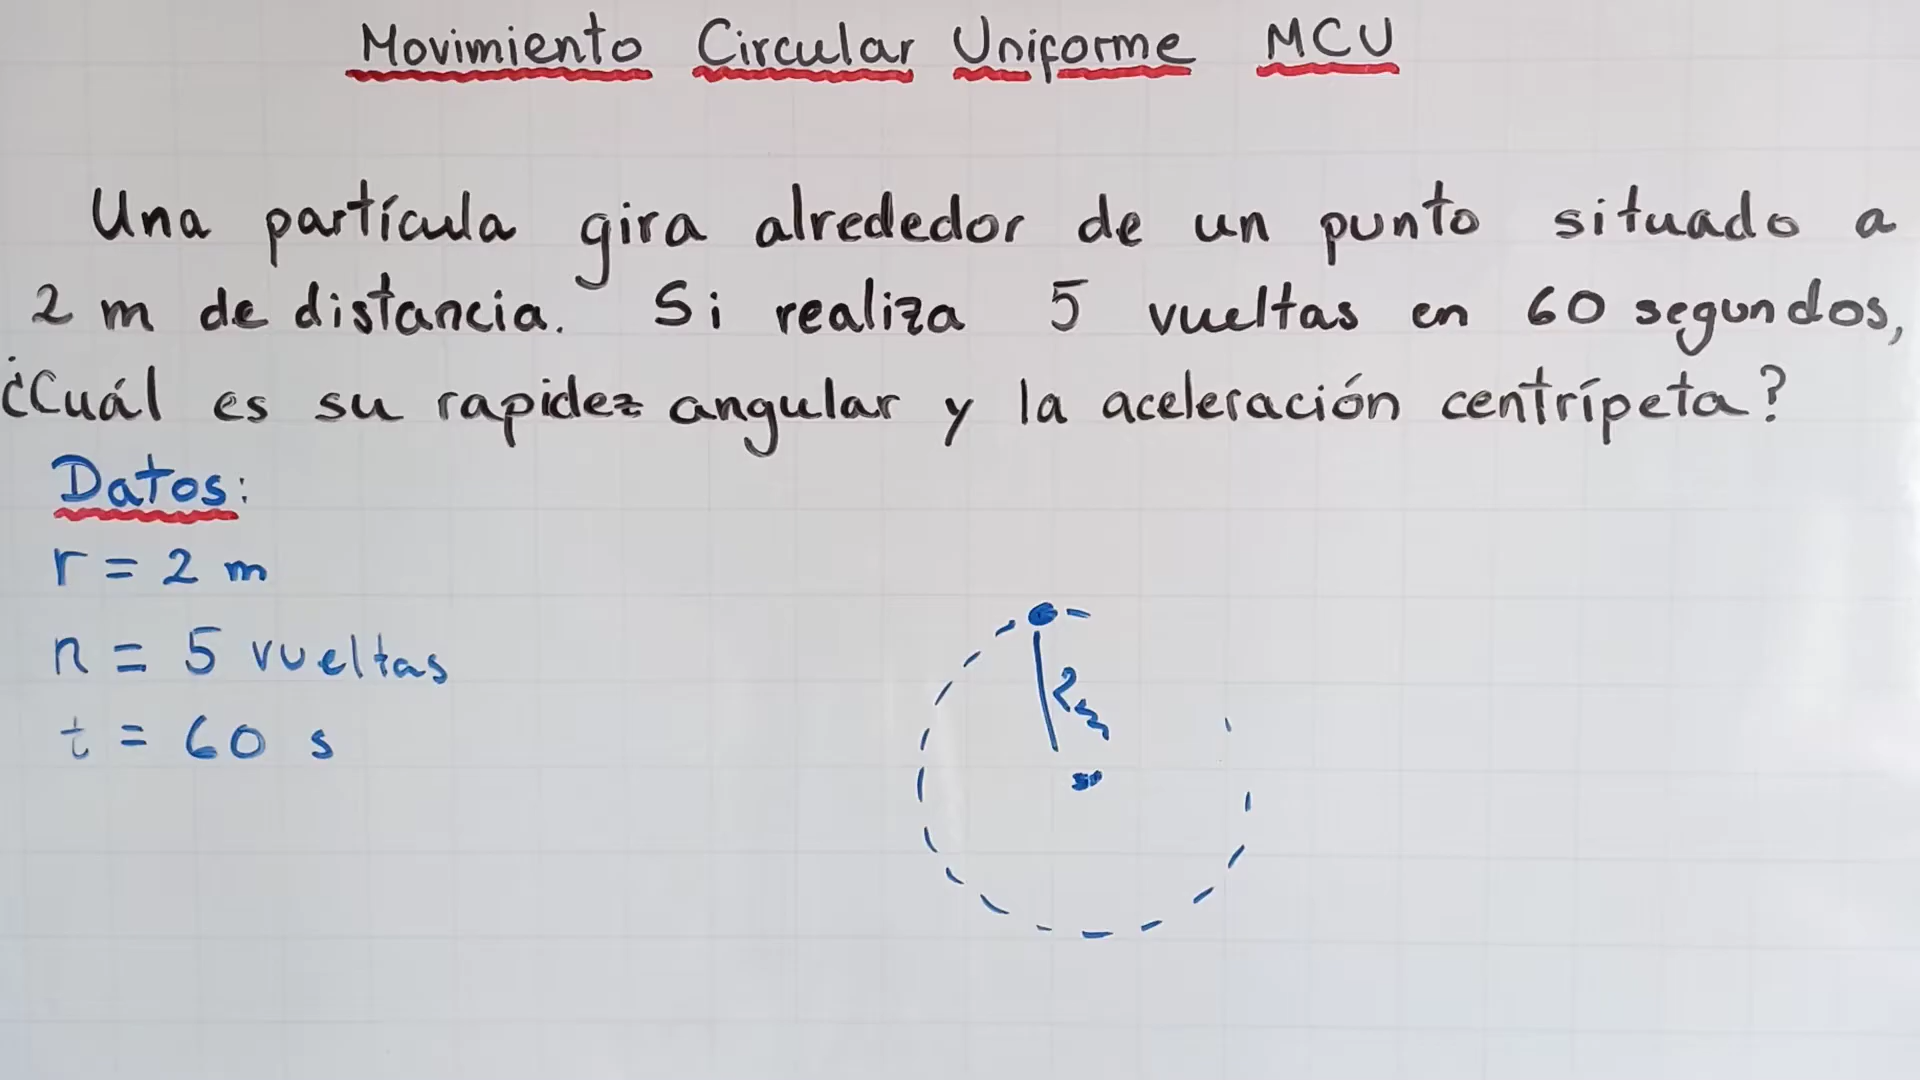 Movimiento Circular Uniforme MCU
Una partícula gira alrededor de un punto situado a
2 m de distancia. Si realiza 5 vueltas en 60 segundos,
¿Cuál es su rapidez angular y la aceleración centrípeta?
Datos:
r = 2 m
n = 5 vueltas
t = 60 s
2m